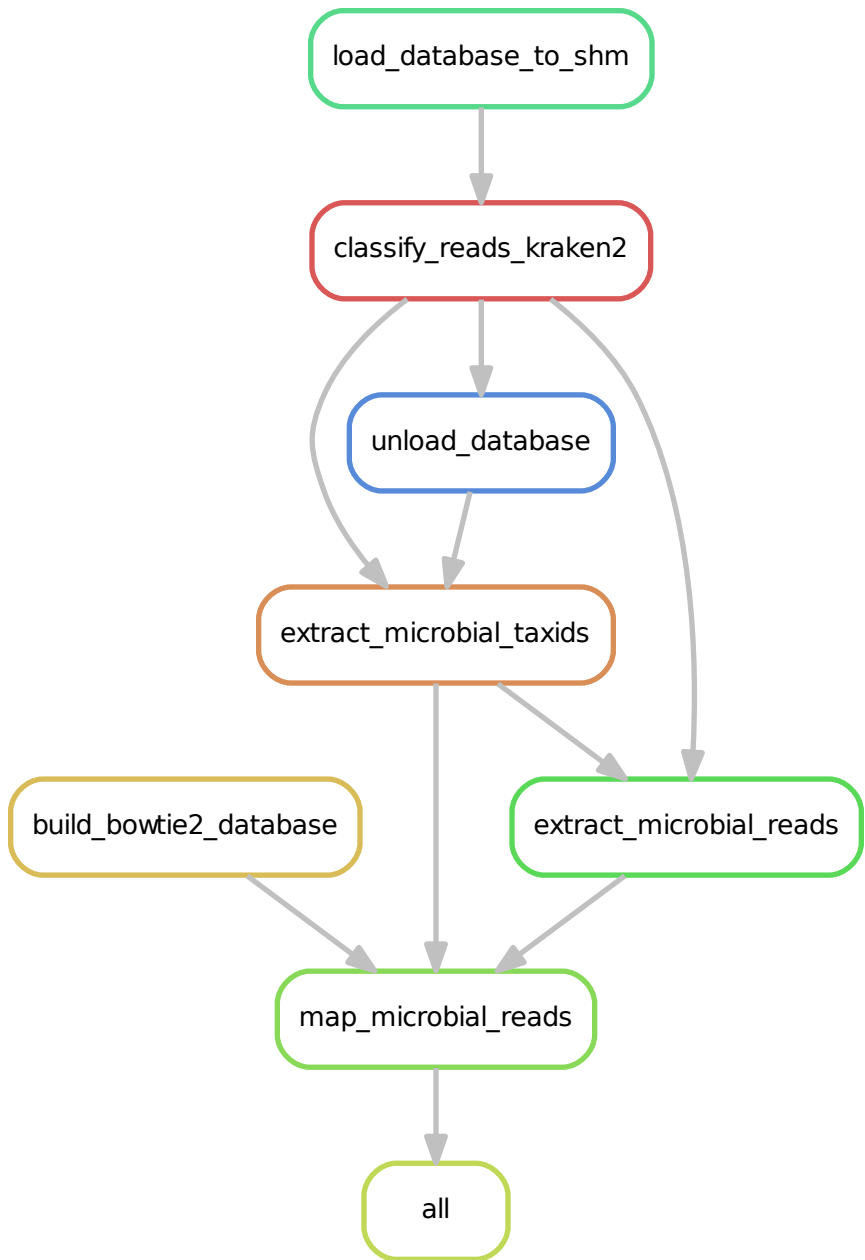 load_database_to_shm
classify_reads_kraken2
unload_database
extract_microbial_taxids
build_bowtie2_database
extract_microbial_reads
map_microbial_reads
all